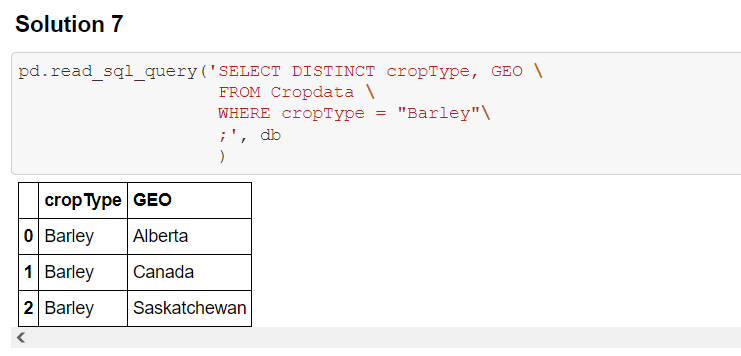 Solution 7
pd.read_sql_query('SELECT DISTINCT cropType, GEO \
FROM Cropdata \
WHERE cropType = "Barley"\
;', db
)
cropType GEO
0 Barley Alberta
1 Barley Canada
2 Barley Saskatchewan